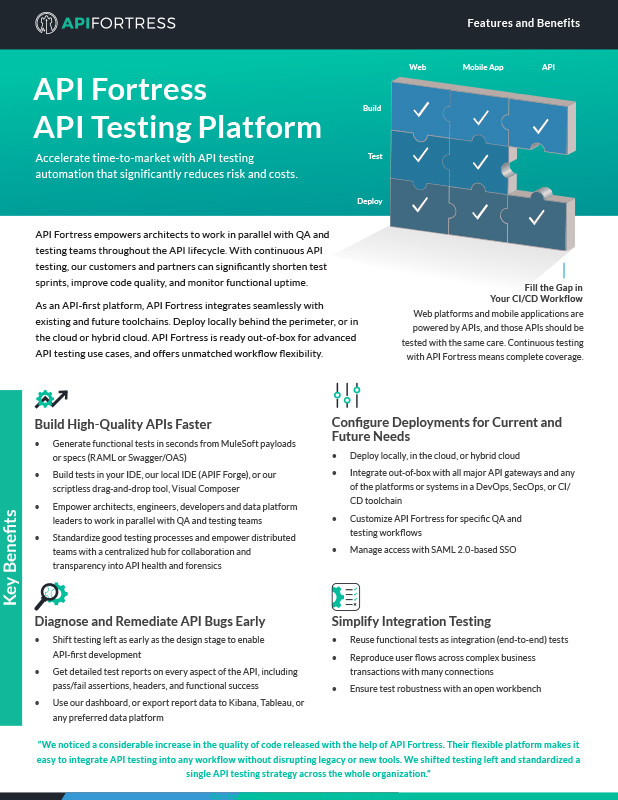 APIFORTRESS
Features and Benefits
API Fortress
API Testing Platform
Accelerate time-to-market with API testing
automation that significantly reduces risk and costs.
Web
Mobile App
API
Build
Test
Deploy
API Fortress empowers architects to work in parallel with QA and
testing teams throughout the API lifecycle. With continuous API
testing, our customers and partners can significantly shorten test
sprints, improve code quality, and monitor functional uptime.
As an API-first platform, API Fortress integrates seamlessly with
existing and future toolchains. Deploy locally behind the perimeter, or in
the cloud or hybrid cloud. API Fortress is ready out-of-box for advanced
API testing use cases, and offers unmatched workflow flexibility.
Fill the Gap in
Your CI/CD Workflow
Web platforms and mobile applications are
powered by APIs, and those APIs should be
tested with the same care. Continuous testing
with API Fortress means complete coverage.
Key Benefits
Build High-Quality APIs Faster
• Generate functional tests in seconds from MuleSoft payloads
or specs (RAML or Swagger/OAS)
• Build tests in your IDE, our local IDE (APIF Forge), or our
scriptless drag-and-drop tool, Visual Composer
• Empower architects, engineers, developers and data platform
leaders to work in parallel with QA and testing teams
• Standardize good testing processes and empower distributed
teams with a centralized hub for collaboration and
transparency into API health and forensics
Configure Deployments for Current and
Future Needs
• Deploy locally, in the cloud, or hybrid cloud
• Integrate out-of-box with all major API gateways and any
of the platforms or systems in a DevOps, SecOps, or CI/
CD toolchain
• Customize API Fortress for specific QA and
testing workflows
• Manage access with SAML 2.0-based SSO
Diagnose and Remediate API Bugs Early
• Shift testing left as early as the design stage to enable
API-first development
• Get detailed test reports on every aspect of the API, including
pass/fail assertions, headers, and functional success
• Use our dashboard, or export report data to Kibana, Tableau, or
any preferred data platform
Simplify Integration Testing
• Reuse functional tests as integration (end-to-end) tests
• Reproduce user flows across complex business
transactions with many connections
• Ensure test robustness with an open workbench
“We noticed a considerable increase in the quality of code released with the help of API Fortress. Their flexible platform makes it
easy to integrate API testing into any workflow without disrupting legacy or new tools. We shifted testing left and standardized a
single API testing strategy across the whole organization.”